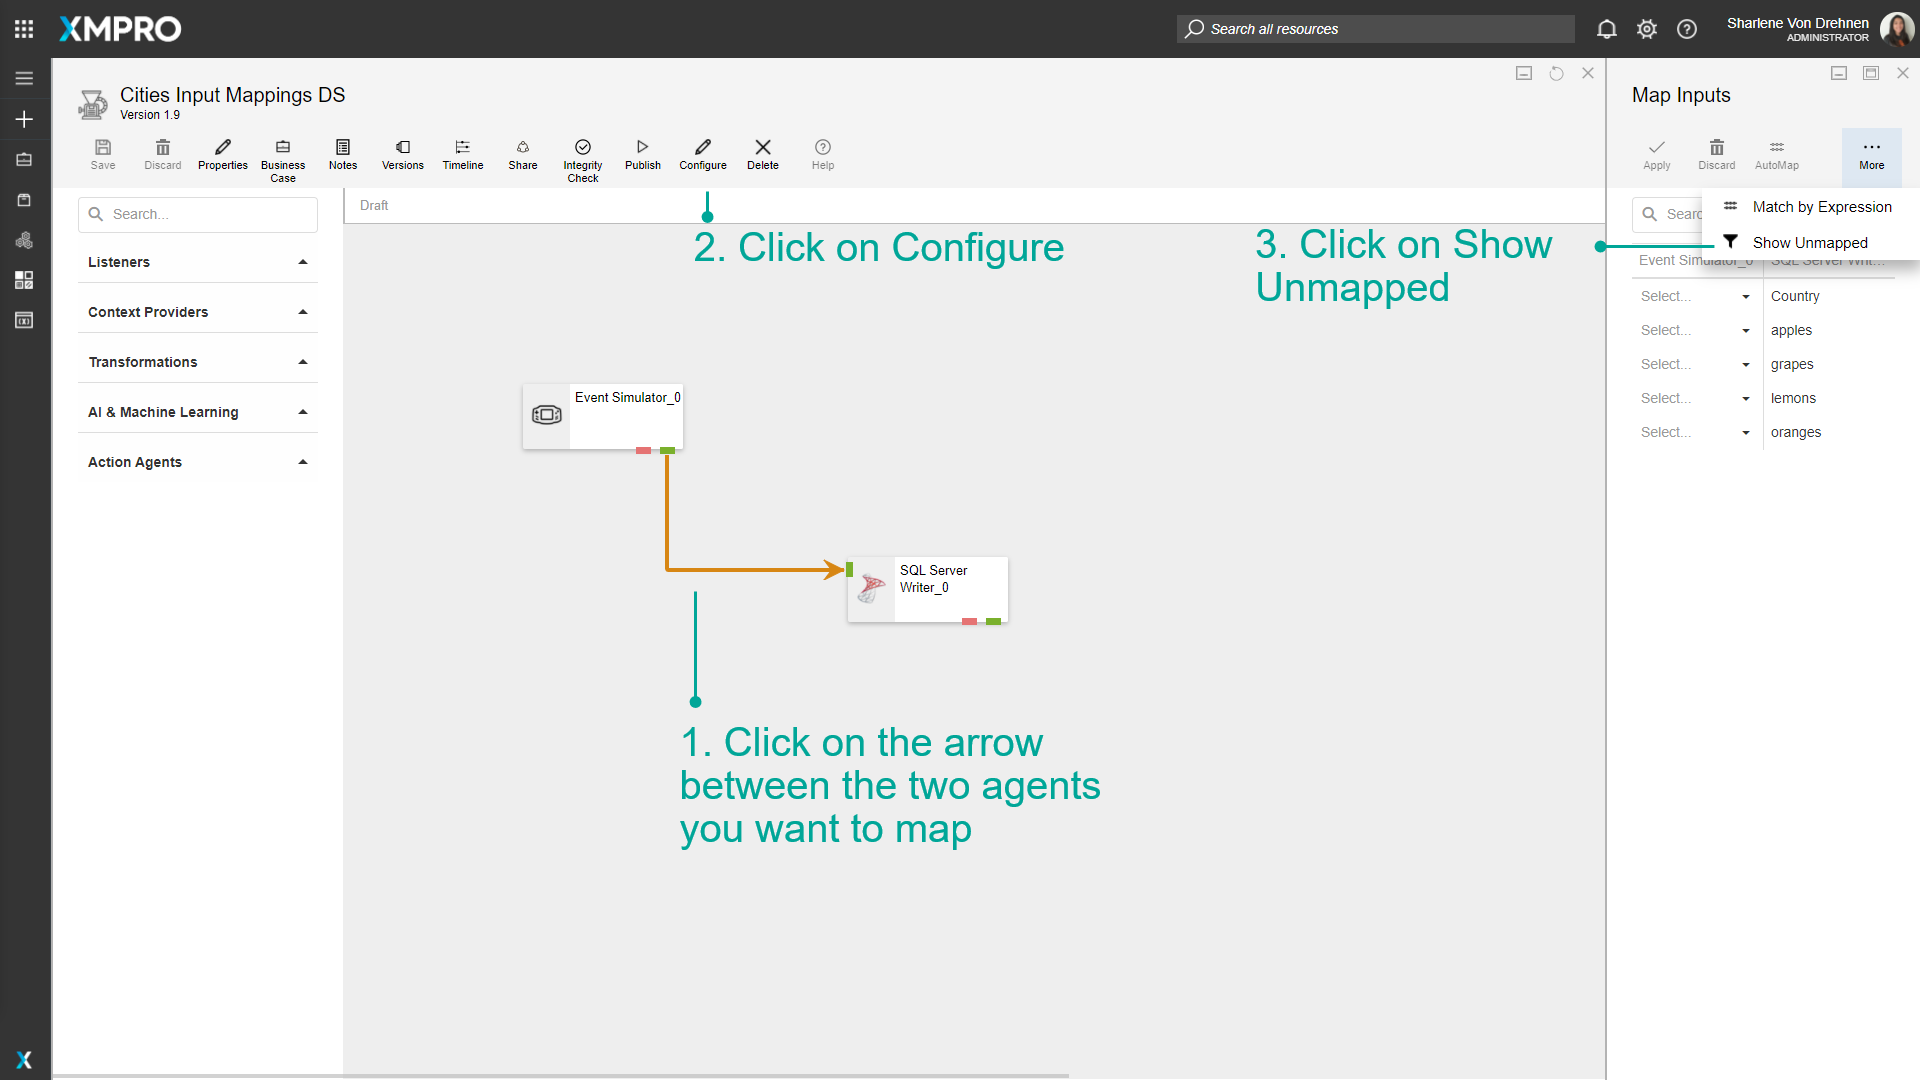 XMPRO
Search all resources
Sharlene Von Drehnen
ADMINISTRATOR
Cities Input Mappings DS
Version 1.9
Save
Discard
Properties
Business
Case
Notes
Versions
Timeline
Share
Integrity
Check
Publish
Configure
Delete
Help
Map Inputs
Apply
Discard
AutoMap
More
Search...
Listeners
Context Providers
Transformations
AI & Machine Learning
Action Agents
Draft
2. Click on Configure
3. Click on Show
Unmapped
Event Simulator_0
SQL Server
Writer_0
1. Click on the arrow
between the two agents
you want to map
Match by Expression
Show Unmapped
Event Simulator_0 SQL Server Writ...
Select... Country
Select... apples
Select... grapes
Select... lemons
Select... oranges